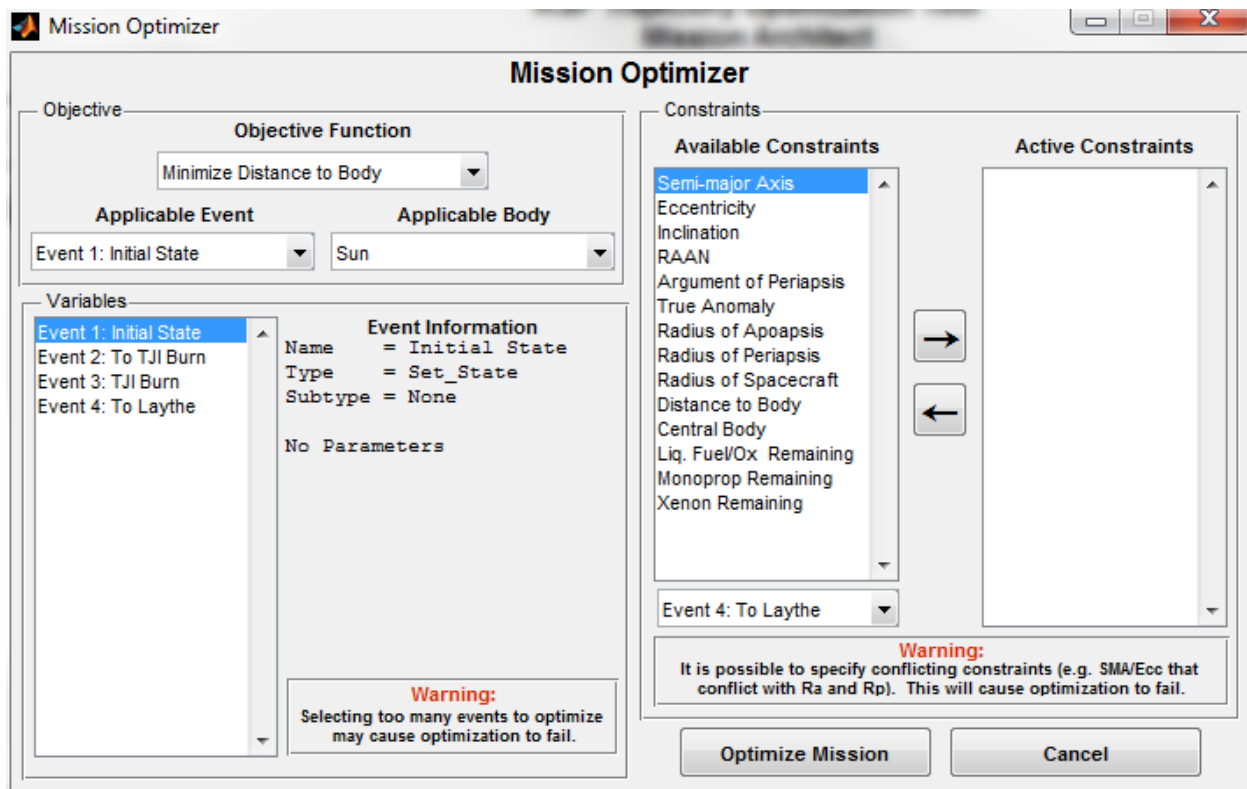 Mission Optimizer
Mission Architect
Mission Optimizer
Objective
Objective Function
Minimize Distance to Body
Applicable Event
Applicable Body
Event 1: Initial State
Sun
Variables
Event 1: Initial State
Event 2: To TJI Burn
Event 3: TJI Burn
Event 4: To Laythe
Event Information
Name = Initial State
Type = Set_State
Subtype = None
No Parameters
Warning:
Selecting too many events to optimize
may cause optimization to fail.
Constraints
Available Constraints
Active Constraints
Semi-major Axis
Eccentricity
Inclination
RAAN
Argument of Periapsis
True Anomaly
Radius of Apoapsis
Radius of Periapsis
Radius of Spacecraft
Distance to Body
Central Body
Liq. Fuel/Ox Remaining
Monoprop Remaining
Xenon Remaining
Event 4: To Laythe
Warning:
It is possible to specify conflicting constraints (e.g. SMA/Ecc that
conflict with Ra and Rp). This will cause optimization to fail.
Optimize Mission
Cancel